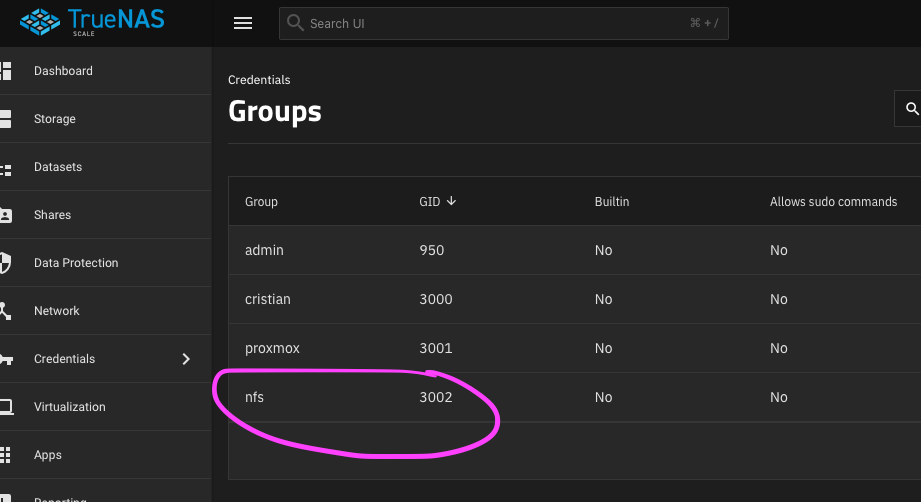 TrueNAS
SCALE
Search UI
⌘ + /
Dashboard
Storage
Datasets
Shares
Data Protection
Network
Credentials
Virtualization
Apps
Reporting
Credentials
Groups
Group GID Builtin Allows sudo commands
admin 950 No No
cristian 3000 No No
proxmox 3001 No No
nfs 3002 No No